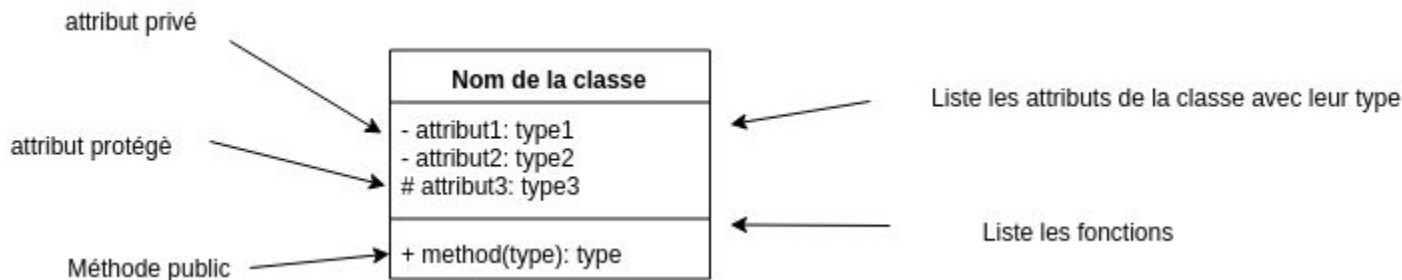 attribut privé
Nom de la classe
Liste les attributs de la classe avec leur type
- attribut1: type1
attribut protégè
- attribut2: type2
# attribut3: type3
Liste les fonctions
+ method(type): type
Méthode public